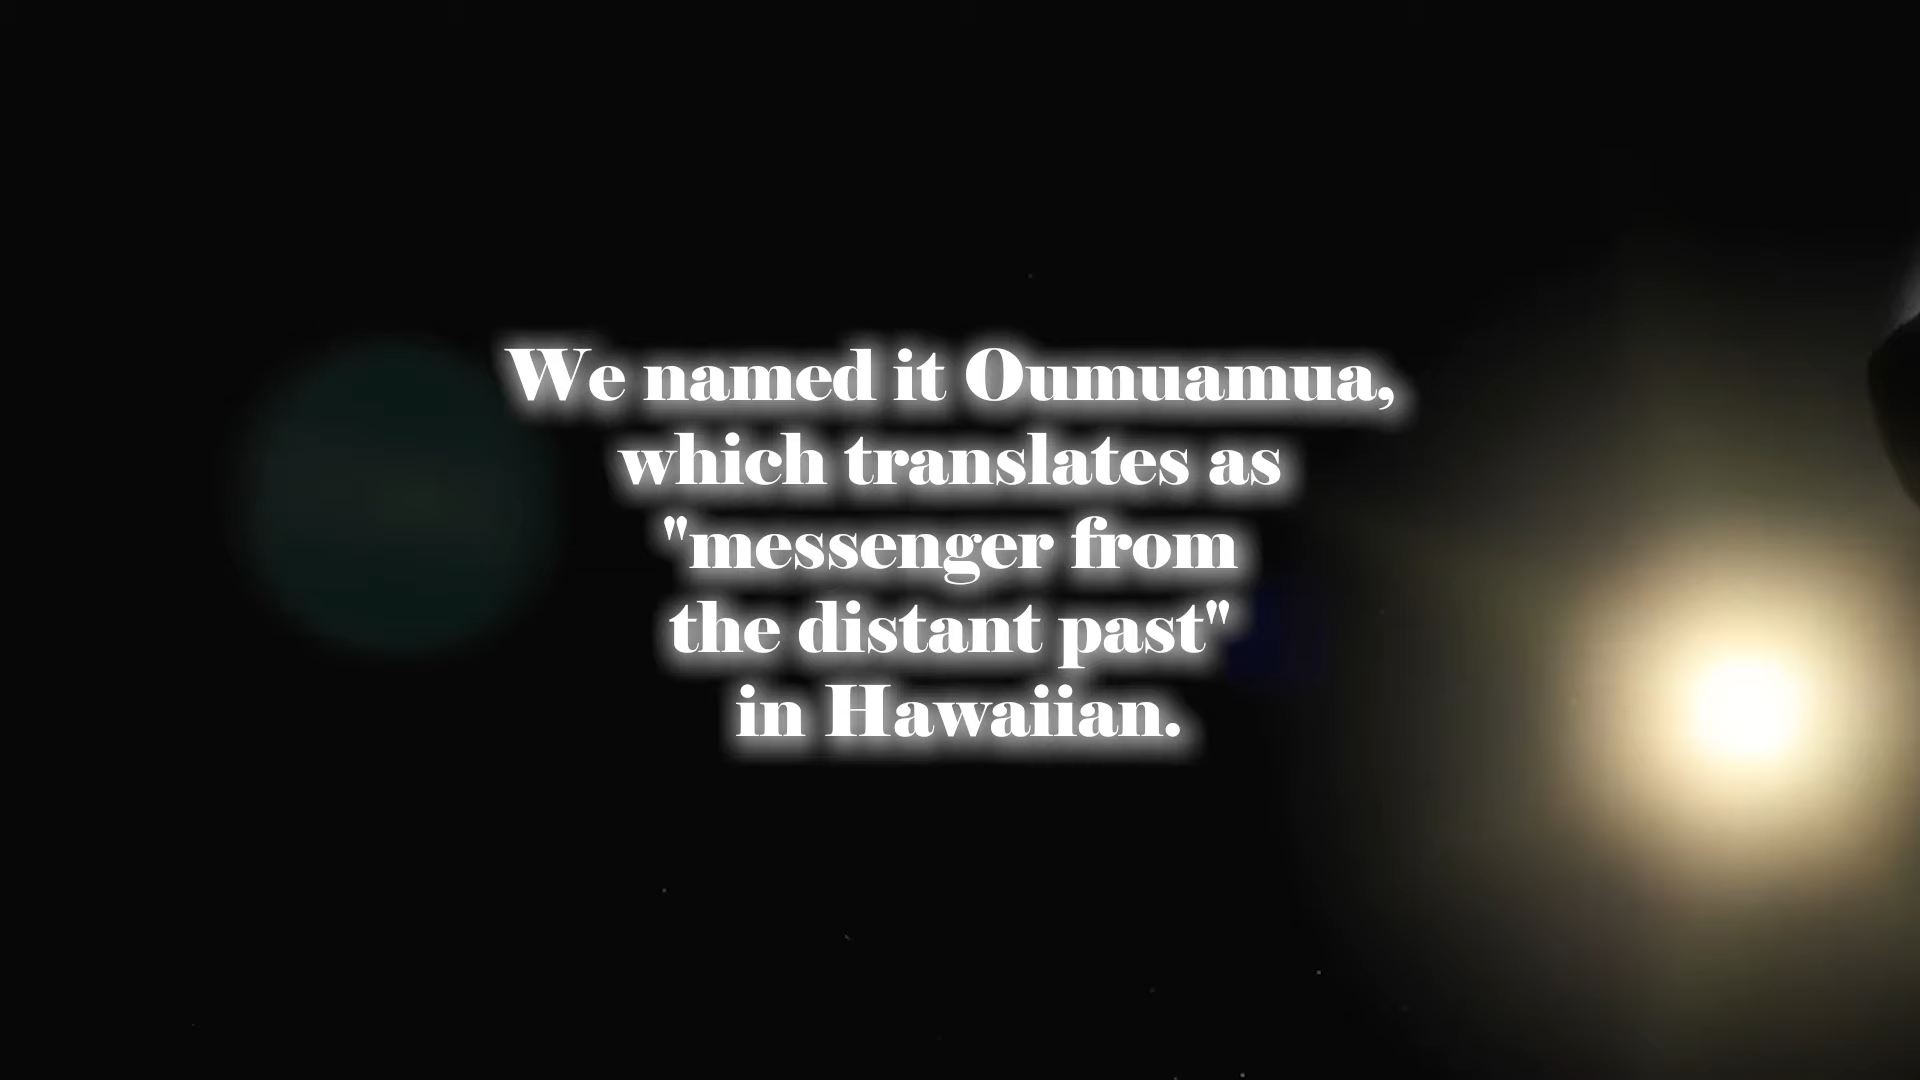 We named it Oumuamua,
which translates as
"messenger from
the distant past"
in Hawaiian.